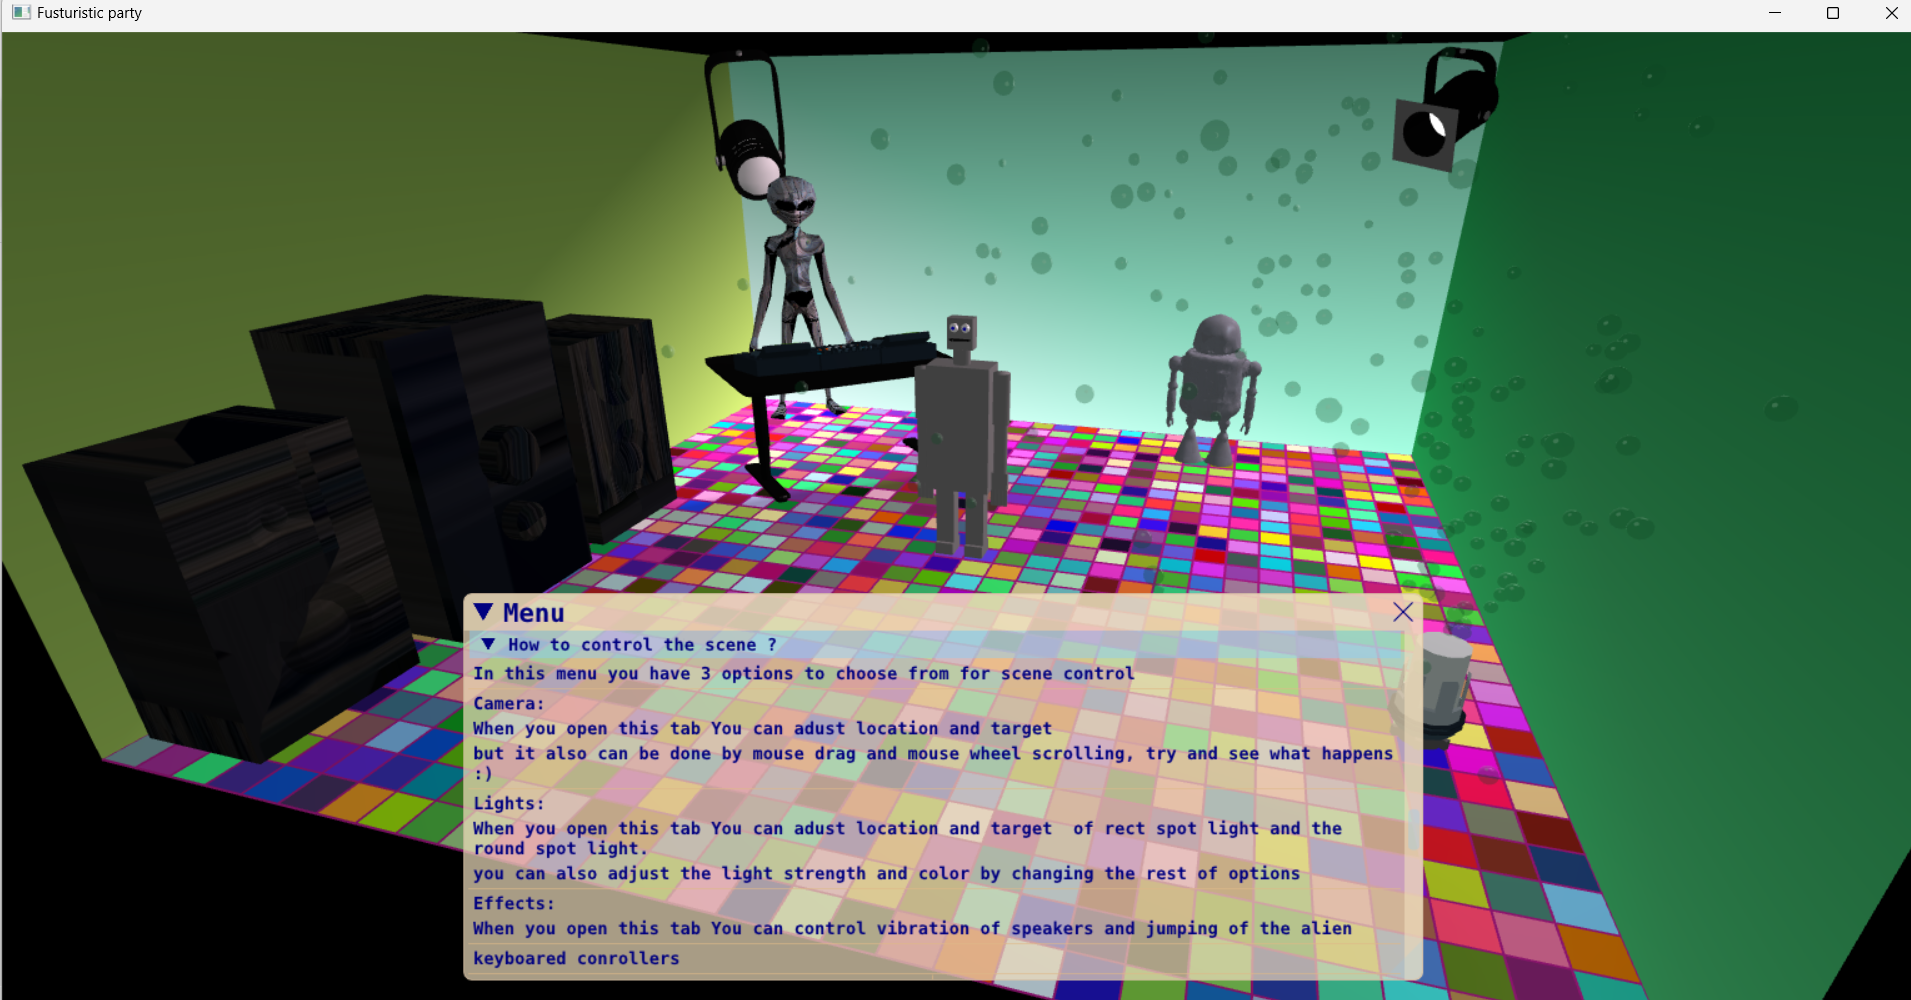 Fusturistic party
Menu
How to control the scene ?
In this menu you have 3 options to choose from for scene control
Camera:
When you open this tab You can adust location and target
but it also can be done by mouse drag and mouse wheel scrolling, try and see what happens
:)
Lights:
When you open this tab You can adust location and target  of rect spot light and the
round spot light.
you can also adjust the light strength and color by changing the rest of options
Effects:
When you open this tab You can control vibration of speakers and jumping of the alien
keyboared conrollers